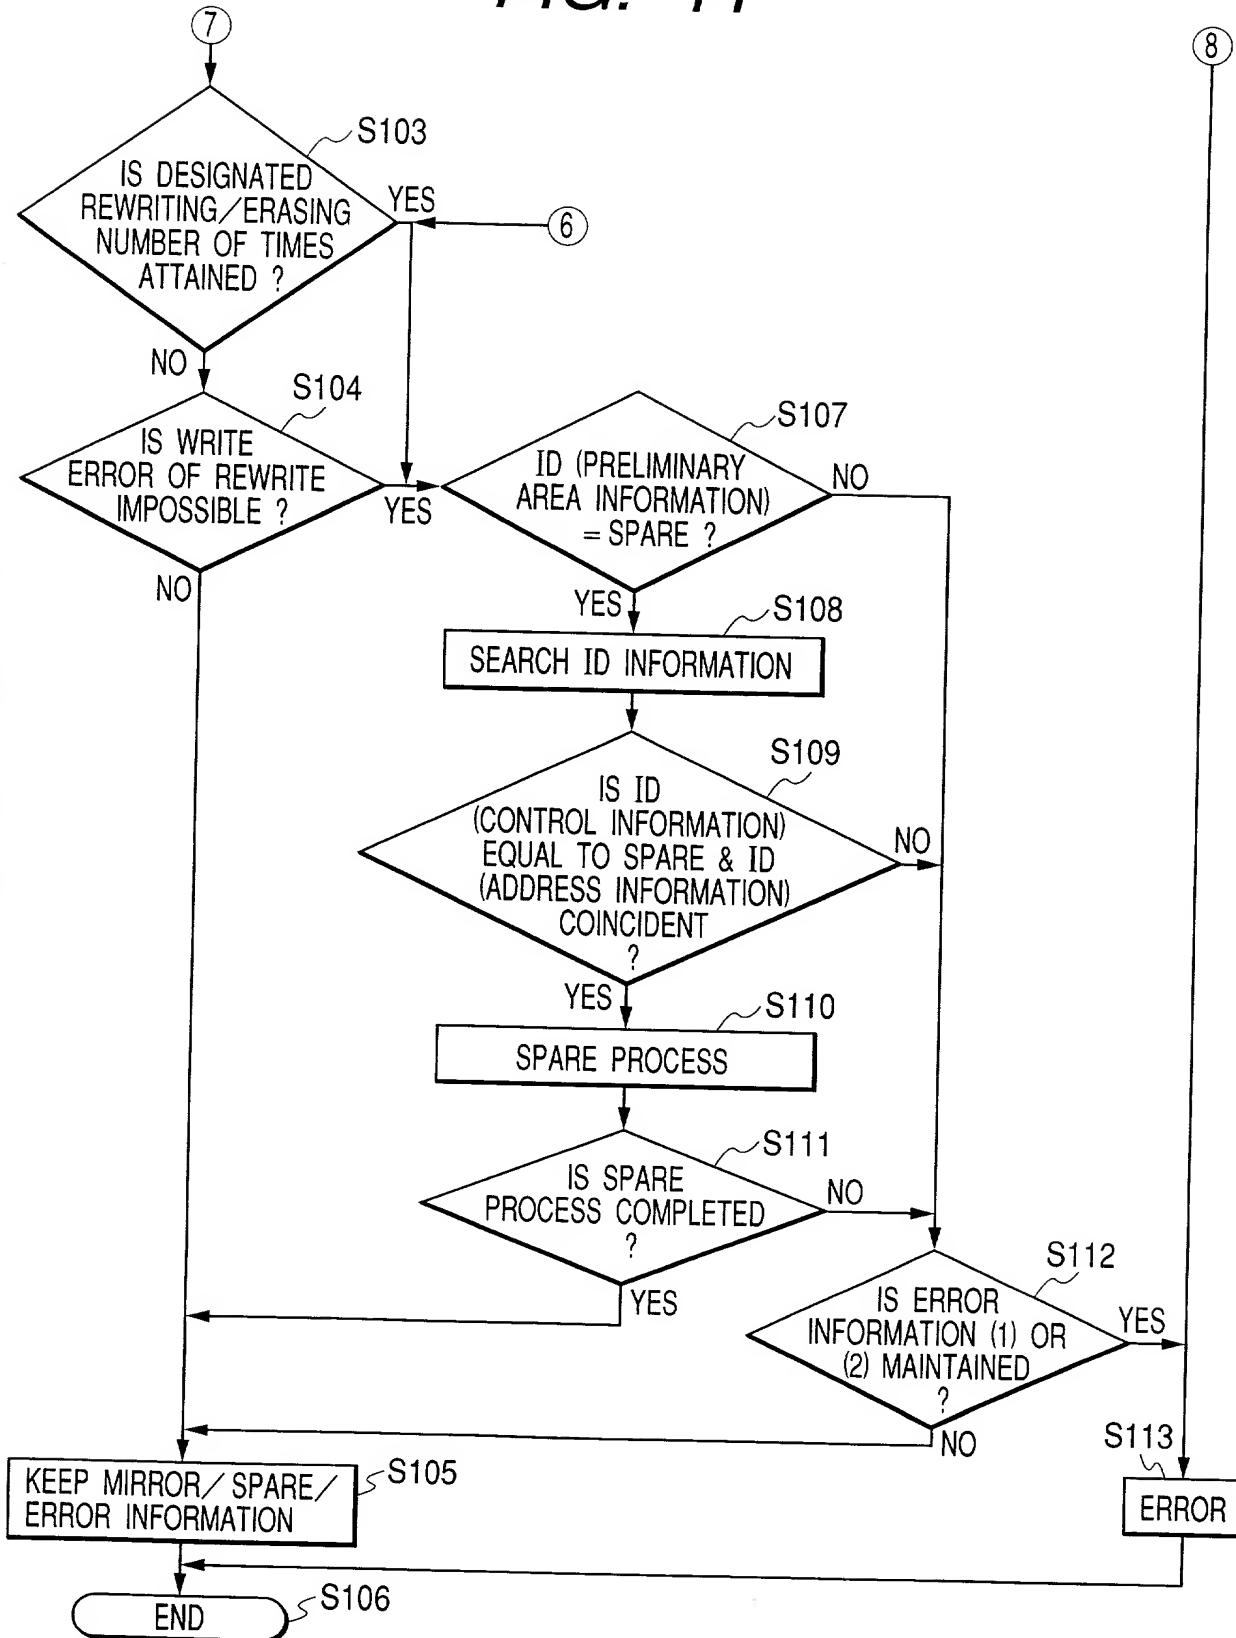 7
8
S103
IS DESIGNATED
REWRITING/ERASING
NUMBER OF TIMES
ATTAINED ?
YES
6
NO
S104
IS WRITE
ERROR OF REWRITE
IMPOSSIBLE ?
YES
NO
S107
ID (PRELIMINARY
AREA INFORMATION)
= SPARE ?
NO
YES
S108
SEARCH ID INFORMATION
S109
IS ID
(CONTROL INFORMATION)
EQUAL TO SPARE & ID
(ADDRESS INFORMATION)
COINCIDENT
?
NO
YES
S110
SPARE PROCESS
S111
IS SPARE
PROCESS COMPLETED
?
NO
YES
S112
IS ERROR
INFORMATION (1) OR
(2) MAINTAINED
?
YES
NO
S113
ERROR
KEEP MIRROR/SPARE/
ERROR INFORMATION
S105
END
S106